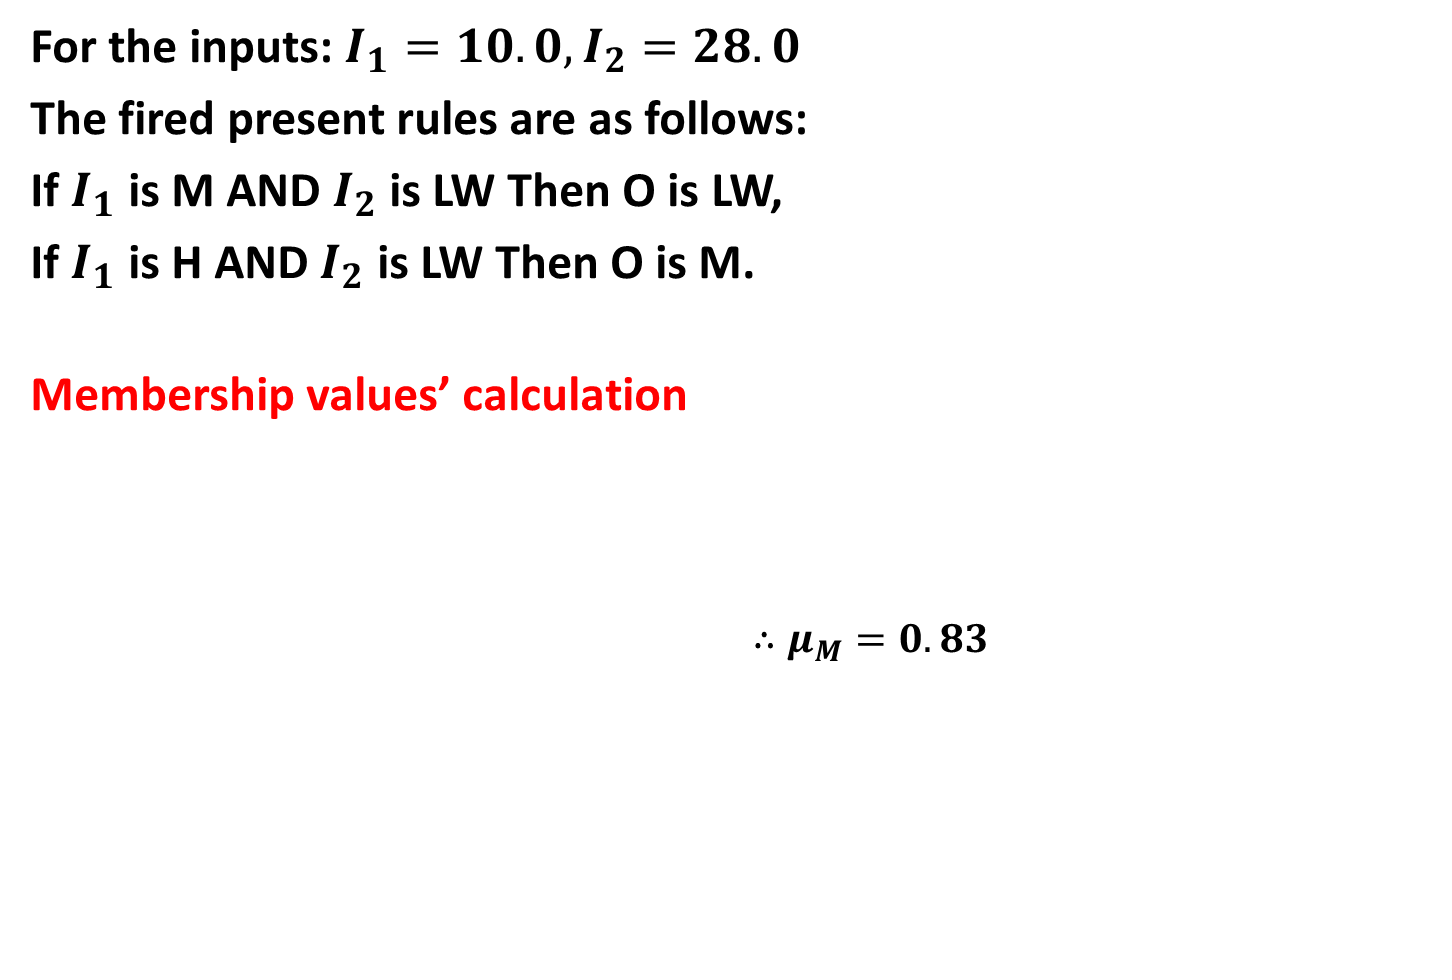 For the inputs: I₁ = 10.0, I₂ = 28.0
The fired present rules are as follows:
If I₁ is M AND I₂ is LW Then O is LW,
If I₁ is H AND I₂ is LW Then O is M.
Membership values’ calculation
∴ μ_M = 0.83